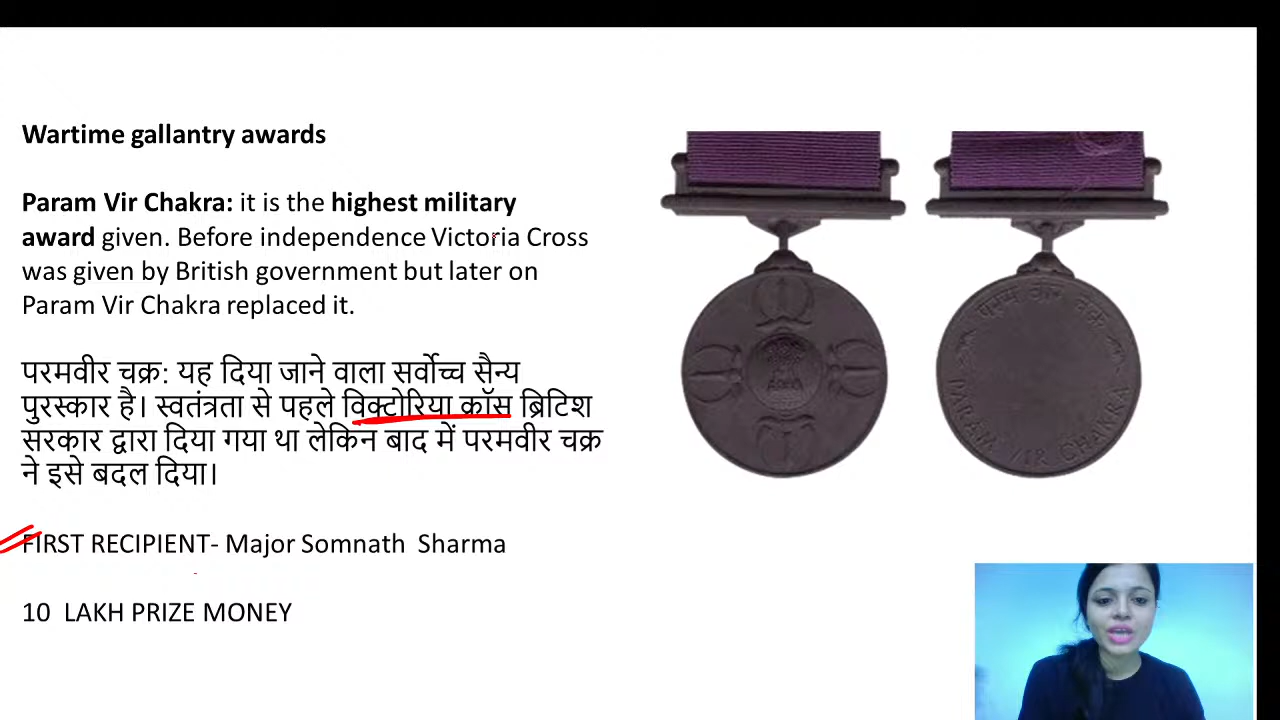 Wartime gallantry awards
Param Vir Chakra: it is the highest military
award given. Before independence Victoria Cross
was given by British government but later on
Param Vir Chakra replaced it.
परमवीर चक्र: यह दिया जाने वाला सर्वोच्च सैन्य
पुरस्कार है। स्वतंत्रता से पहले विक्टोरिया क्रॉस ब्रिटिश
सरकार द्वारा दिया गया था लेकिन बाद में परमवीर चक्र
ने इसे बदल दिया।
FIRST RECIPIENT- Major Somnath Sharma
10 LAKH PRIZE MONEY
परम वीर चक्र
PARAM VIR CHAKRA